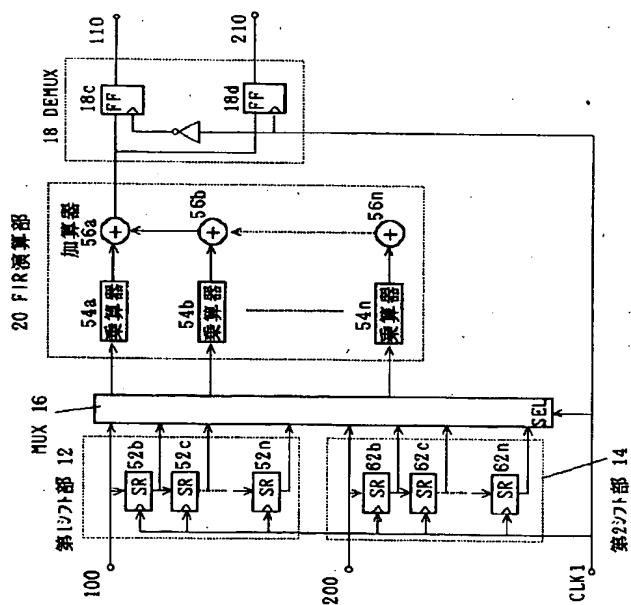 18 DEMUX
18c
FF
110
18d
FF
210
20 FIR演算部
加算器
56a
+
56b
+
56n
+
54a
乗算器
54b
乗算器
54n
乗算器
MUX 16
SEL
第1シフト部 12
52b
SR
52c
SR
52n
SR
62b
SR
62c
SR
62n
SR
14
第2シフト部
100
200
CLK1